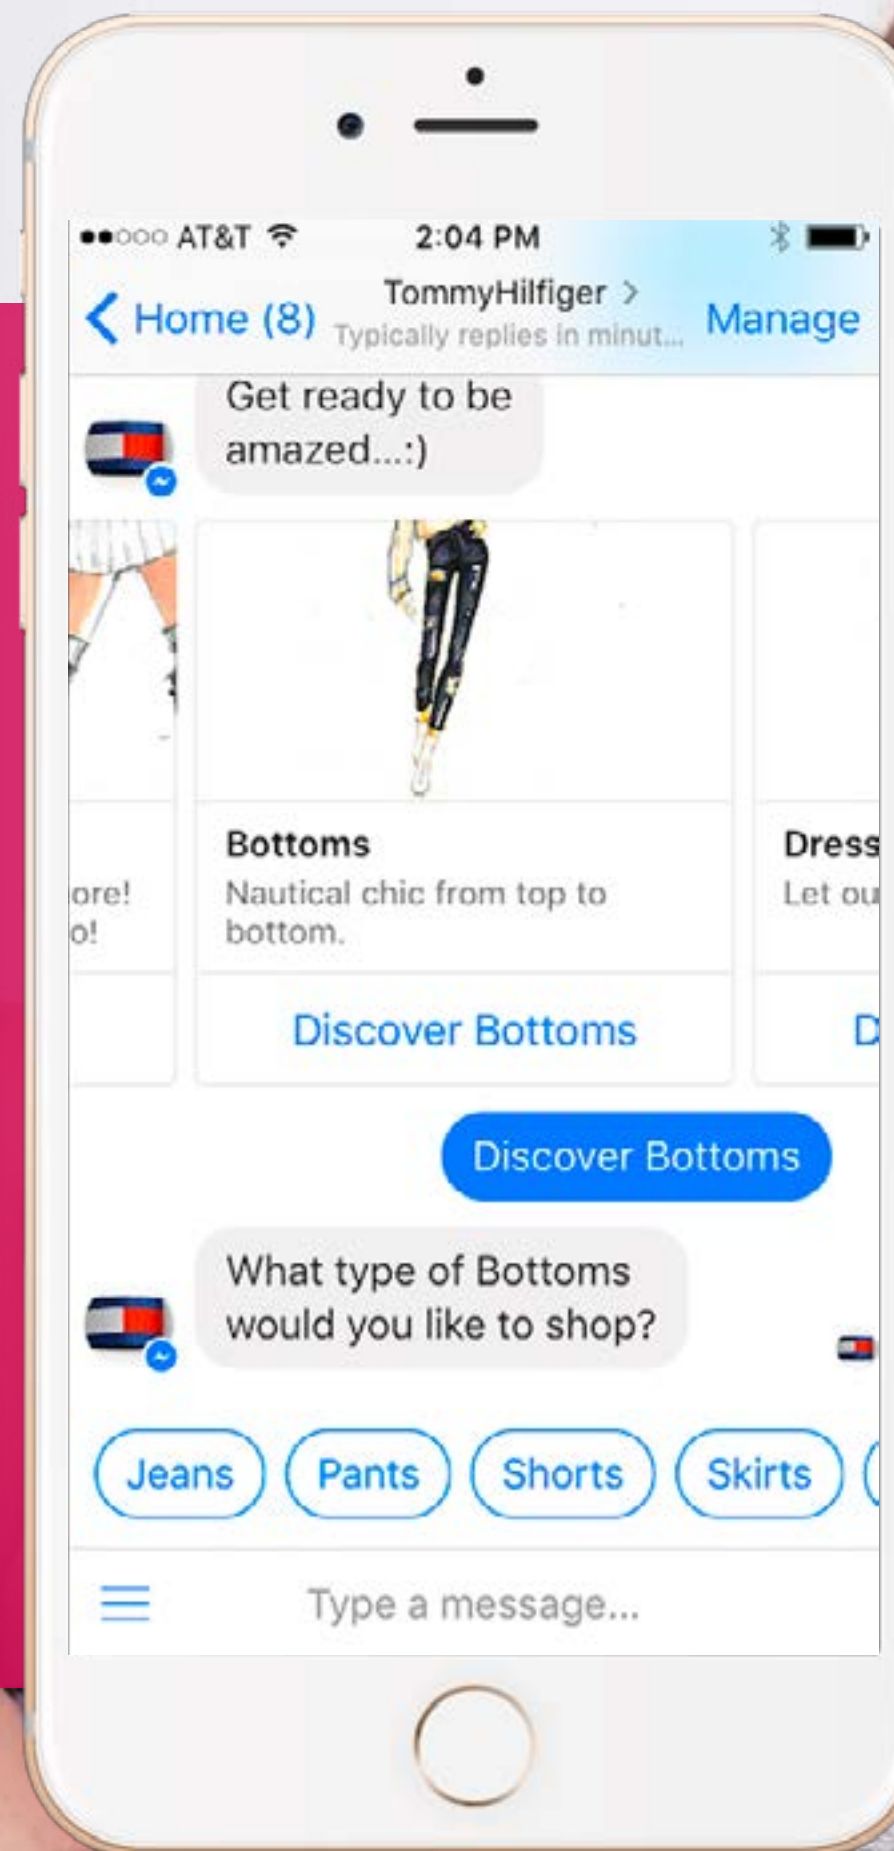 AT&T 2:04 PM
Home (8) TommyHilfiger > Manage
Typically replies in minut...
Get ready to be
amazed...:)
Bottoms
Nautical chic from top to
bottom.
Discover Bottoms
ore!
o!
Dress
Let ou
D
Discover Bottoms
What type of Bottoms
would you like to shop?
Jeans Pants Shorts Skirts
Type a message...